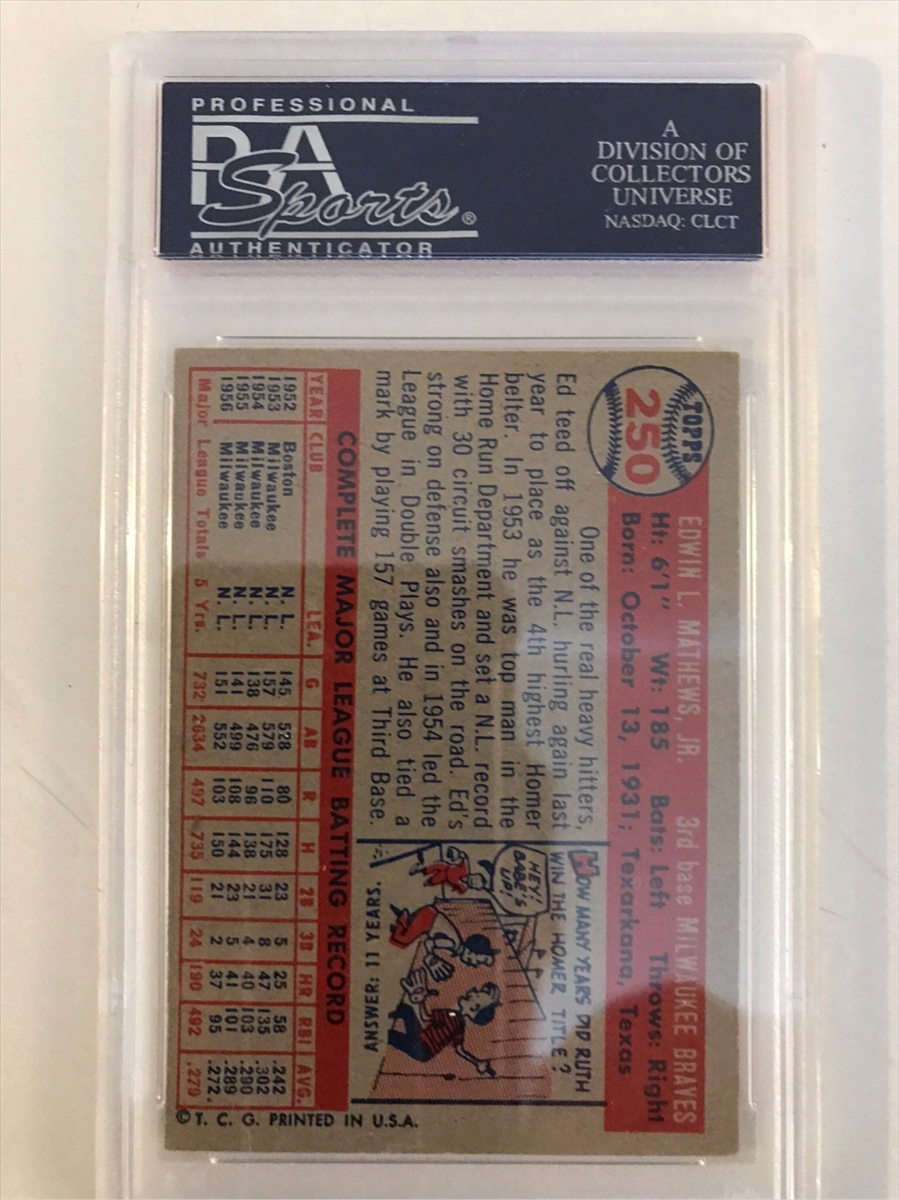 PROFESSIONAL
PSA
Sports®
AUTHENTICATOR
A
DIVISION OF
COLLECTORS
UNIVERSE
NASDAQ: CLCT
TOPPS
250
EDWIN L. MATHEWS, JR. 3rd base MILWAUKEE BRAVES
Ht: 6'1" Wt: 185 Bats: Left Throws: Right
Born: October 13, 1931; Texarkana, Texas
One of the real heavy hitters,
Ed teed off against N.L. hurling again last
year to place as the 4th highest Homer
belter. In 1953 he was top man in the
Home Run Department and set a N.L. record
with 30 circuit smashes on the road. Ed's
strong on defense also and in 1954 led the
League in Double Plays. He also tied a
mark by playing 157 games at Third Base.
HOW MANY YEARS DID RUTH
WIN THE HOMER TITLE?
HEY!
BABE'S
UP!
ANSWER: 11 YEARS.
COMPLETE MAJOR LEAGUE BATTING RECORD
YEAR CLUB LEA. G AB R H 2B 3B HR RBI AVG.
1952 Boston N. L. 145 528 80 128 23 5 25 58 .242
1953 Milwaukee N. L. 157 579 110 175 31 8 47 135 .302
1954 Milwaukee N. L. 138 476 96 138 21 4 40 103 .290
1955 Milwaukee N. L. 141 499 108 144 23 5 41 101 .289
1956 Milwaukee N. L. 151 552 103 150 21 2 37 95 .272.
Major League Totals 5 Yrs. 732 2634 497 735 119 24 190 492 .279
© T. C. G. PRINTED IN U.S.A.